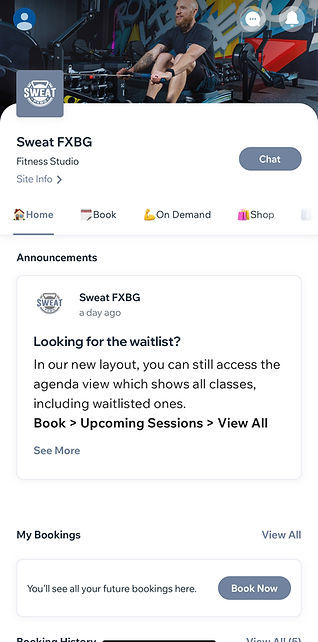 SWEAT
Sweat FXBG
Fitness Studio
Chat
Site Info
Home Book On Demand Shop
Announcements
SWEAT
Sweat FXBG
a day ago
Looking for the waitlist?
In our new layout, you can still access the
agenda view which shows all classes,
including waitlisted ones.
Book > Upcoming Sessions > View All
See More
My Bookings View All
You'll see all your future bookings here. Book Now
Booking History View All (5)